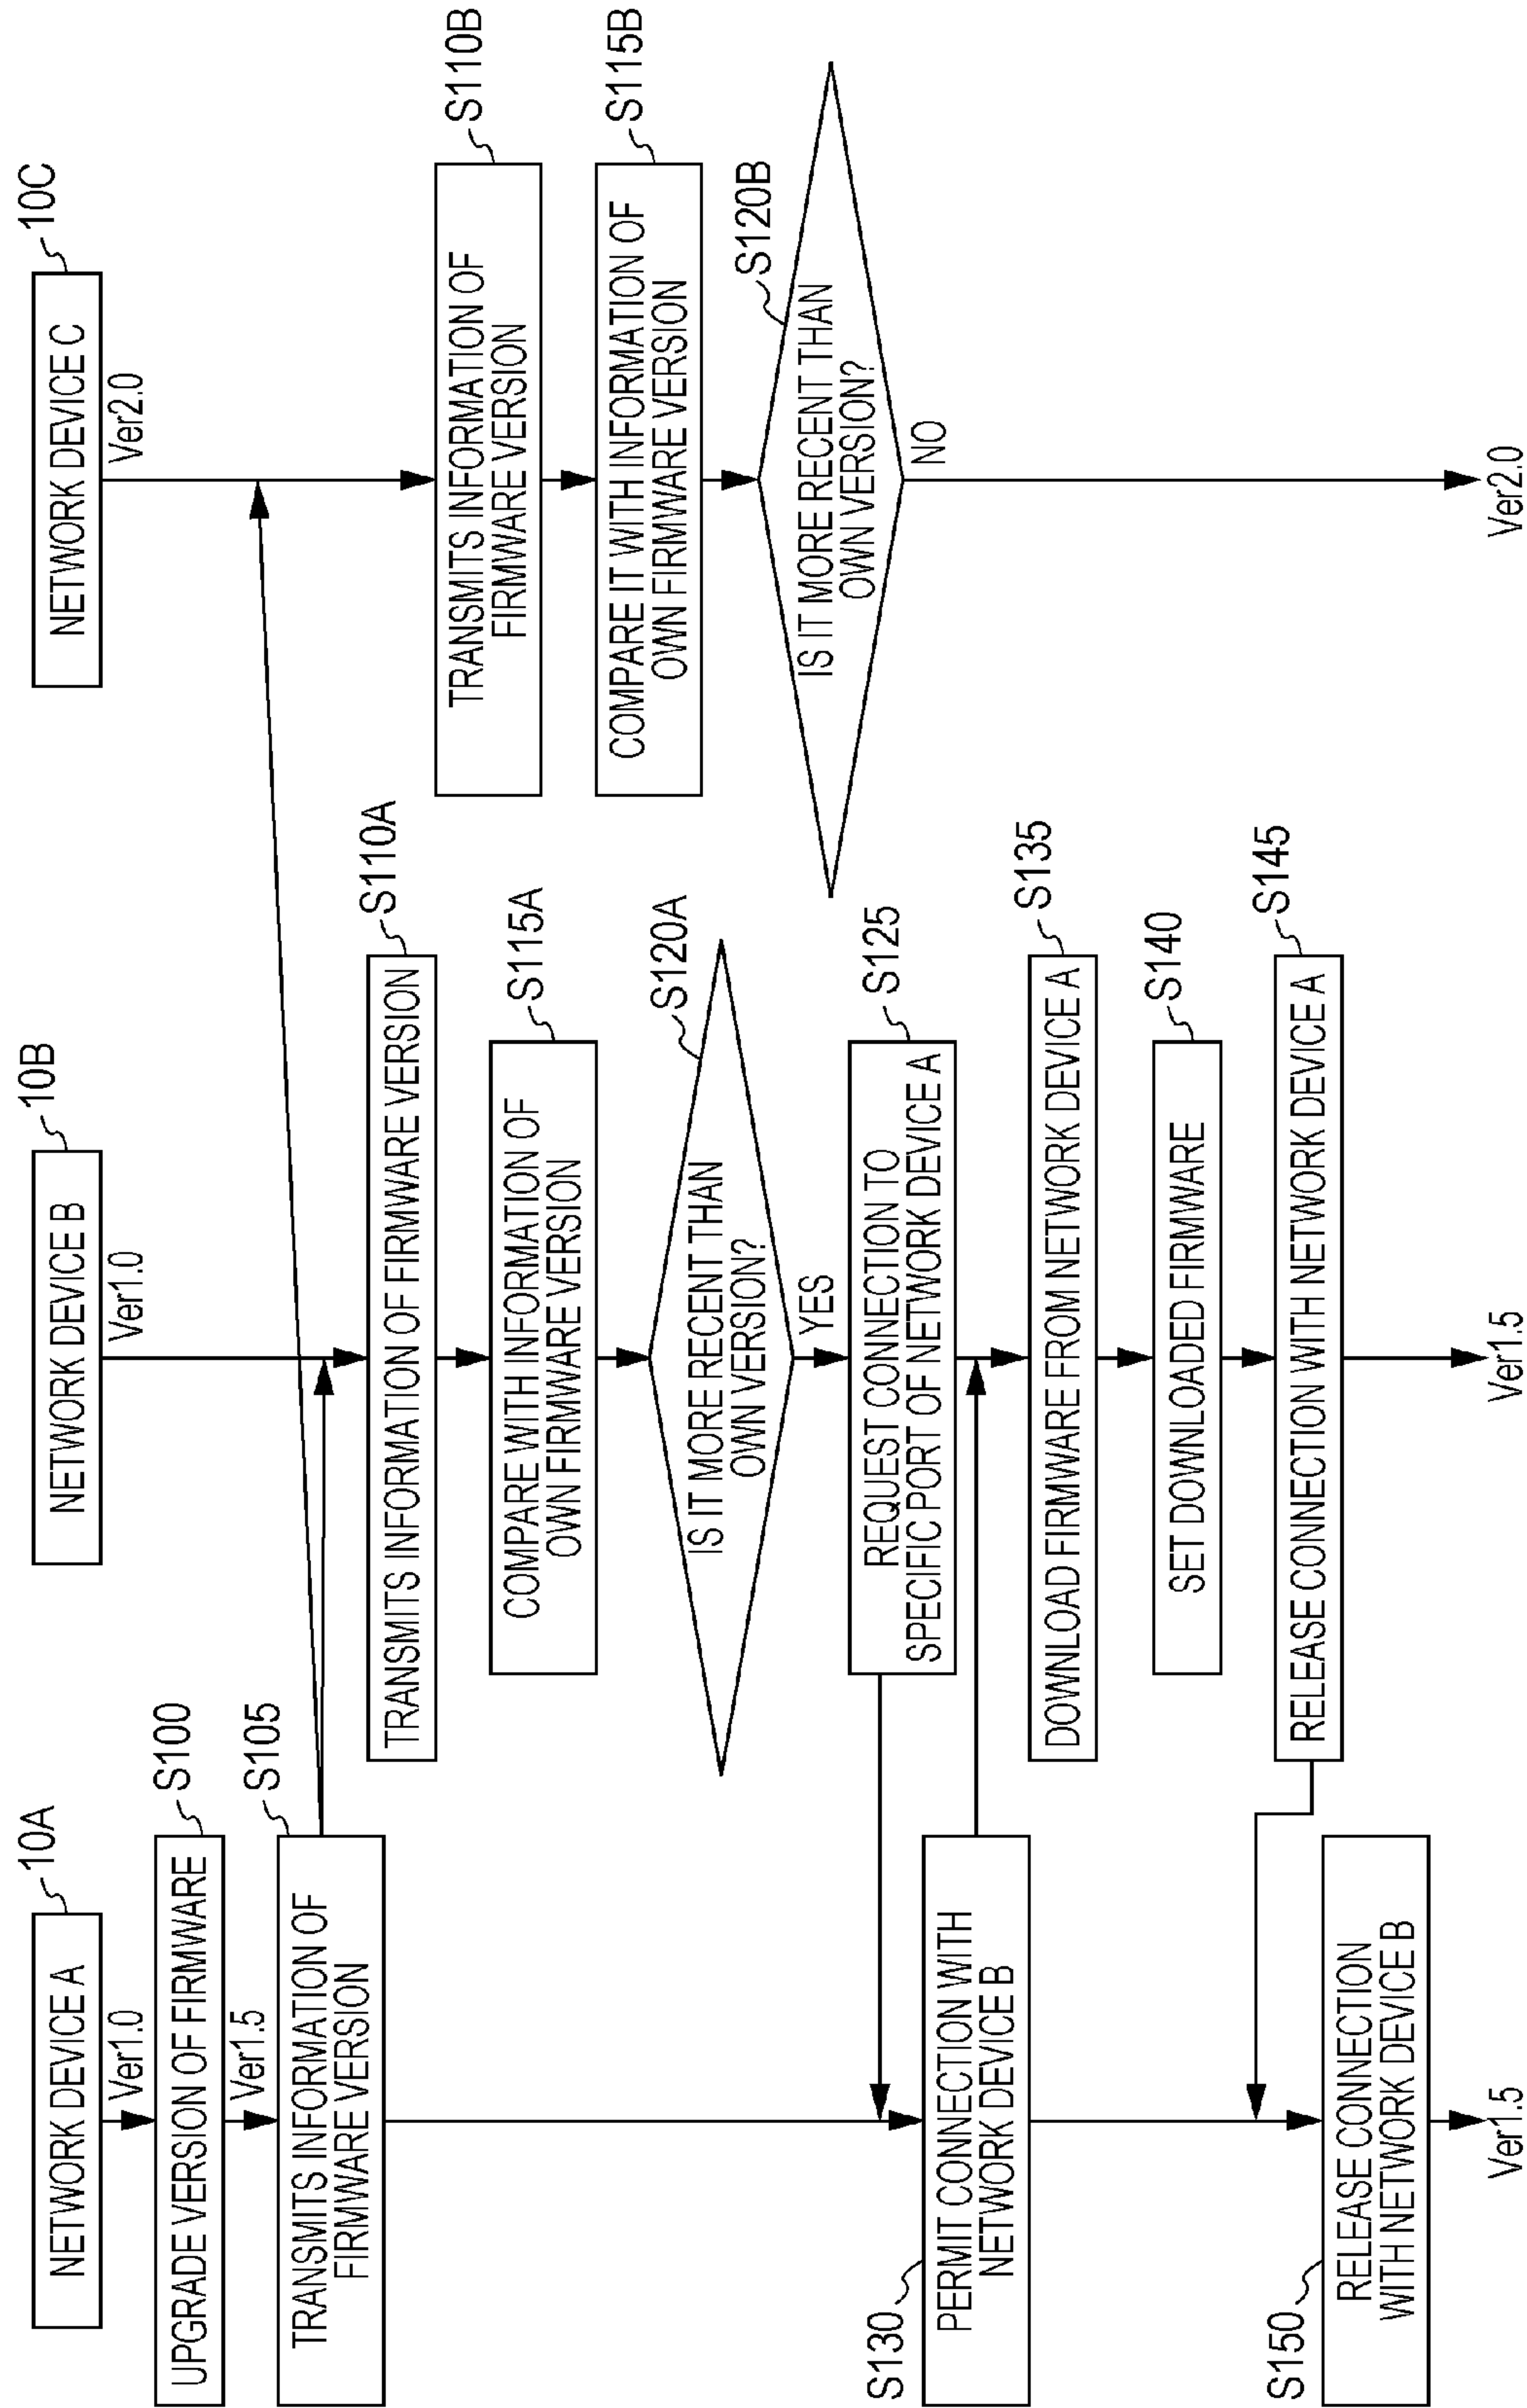 10A
NETWORK DEVICE A
Ver1.0
S100
UPGRADE VERSION OF FIRMWARE
Ver1.5
S105
TRANSMITS INFORMATION OF
FIRMWARE VERSION
S130
PERMIT CONNECTION WITH
NETWORK DEVICE B
S150
RELEASE CONNECTION
WITH NETWORK DEVICE B
Ver1.5
10B
NETWORK DEVICE B
Ver1.0
S110A
TRANSMITS INFORMATION OF FIRMWARE VERSION
S115A
COMPARE WITH INFORMATION OF
OWN FIRMWARE VERSION
S120A
IS IT MORE RECENT THAN
OWN VERSION?
YES
S125
REQUEST CONNECTION TO
SPECIFIC PORT OF NETWORK DEVICE A
S135
DOWNLOAD FIRMWARE FROM NETWORK DEVICE A
S140
SET DOWNLOADED FIRMWARE
S145
RELEASE CONNECTION WITH NETWORK DEVICE A
Ver1.5
10C
NETWORK DEVICE C
Ver2.0
S110B
TRANSMITS INFORMATION OF
FIRMWARE VERSION
S115B
COMPARE IT WITH INFORMATION OF
OWN FIRMWARE VERSION
S120B
IS IT MORE RECENT THAN
OWN VERSION?
NO
Ver2.0